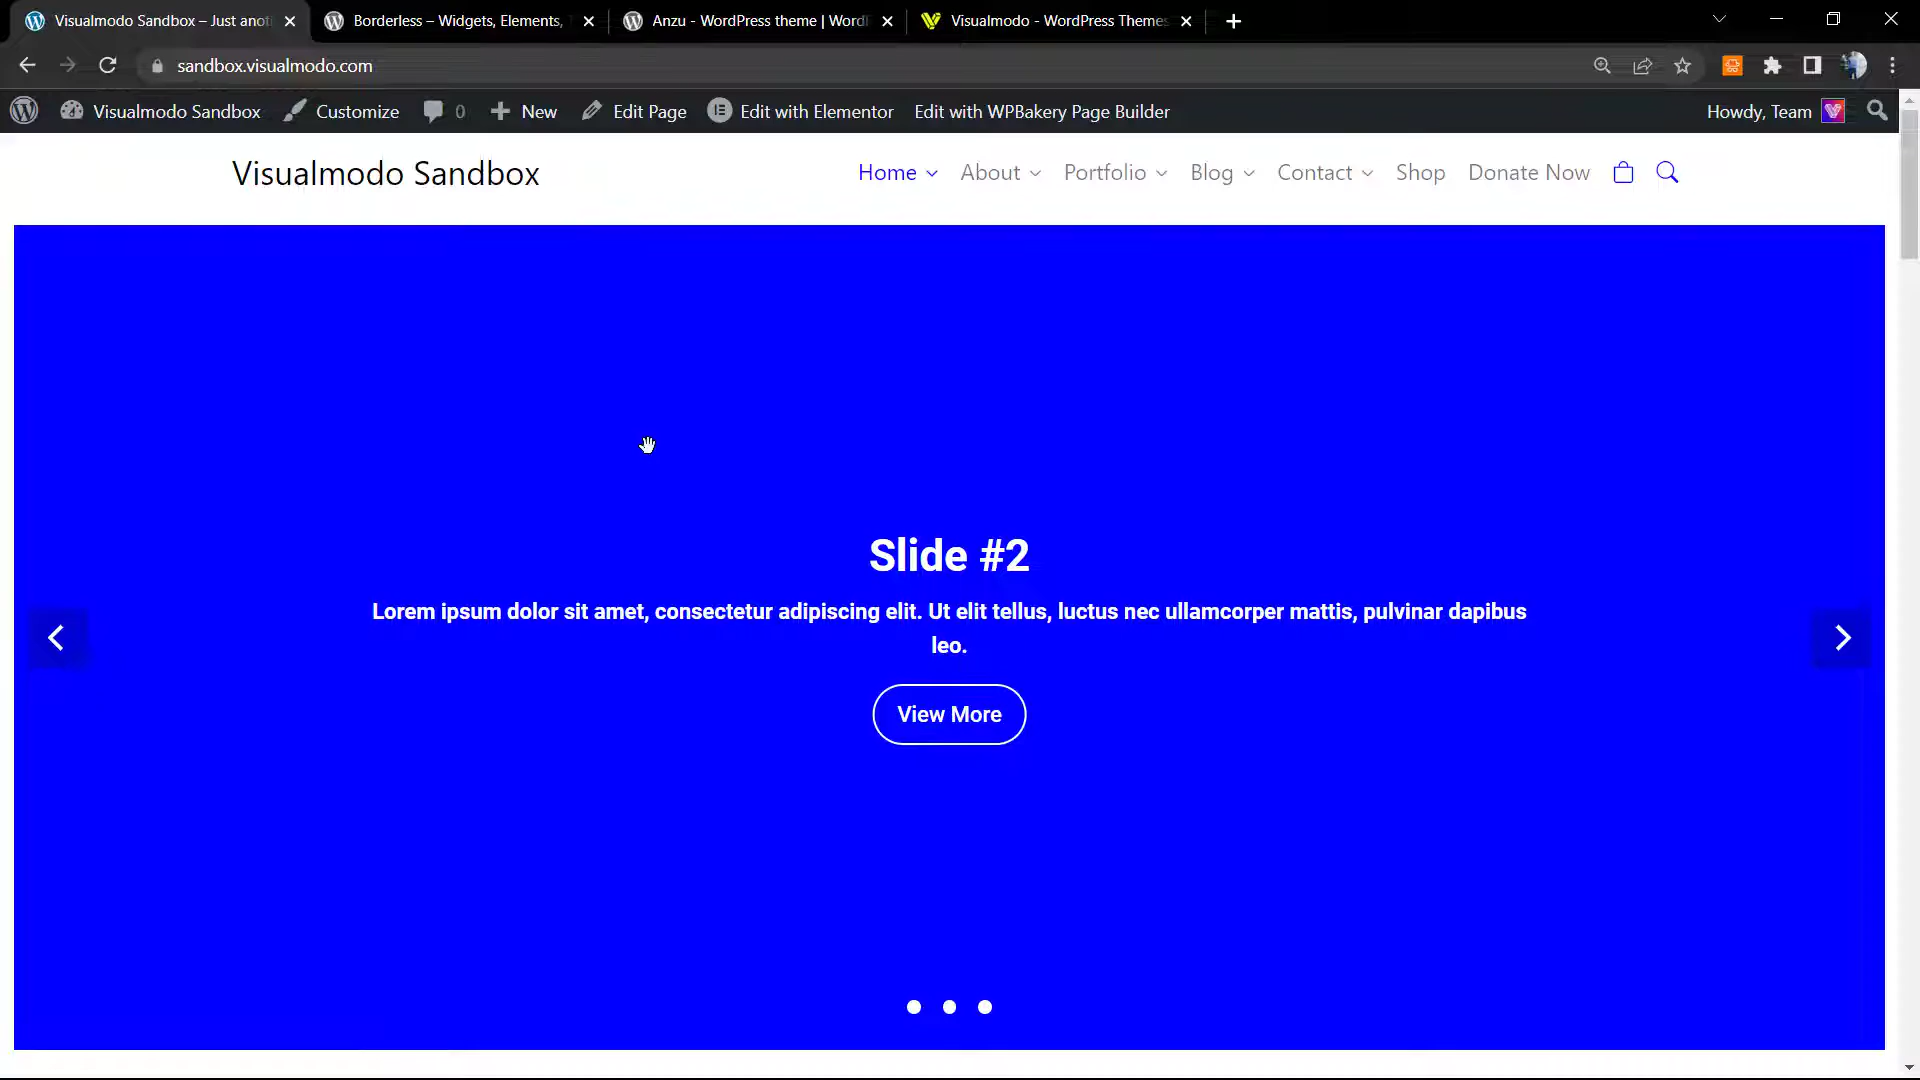 Visualmodo Sandbox – Just anot
Borderless – Widgets, Elements,
Anzu - WordPress theme | Word
Visualmodo - WordPress Themes
sandbox.visualmodo.com
Visualmodo Sandbox Customize 0 New Edit Page Edit with Elementor Edit with WPBakery Page Builder Howdy, Team
Visualmodo Sandbox
Home About Portfolio Blog Contact Shop Donate Now
Slide #2
Lorem ipsum dolor sit amet, consectetur adipiscing elit. Ut elit tellus, luctus nec ullamcorper mattis, pulvinar dapibus
leo.
View More